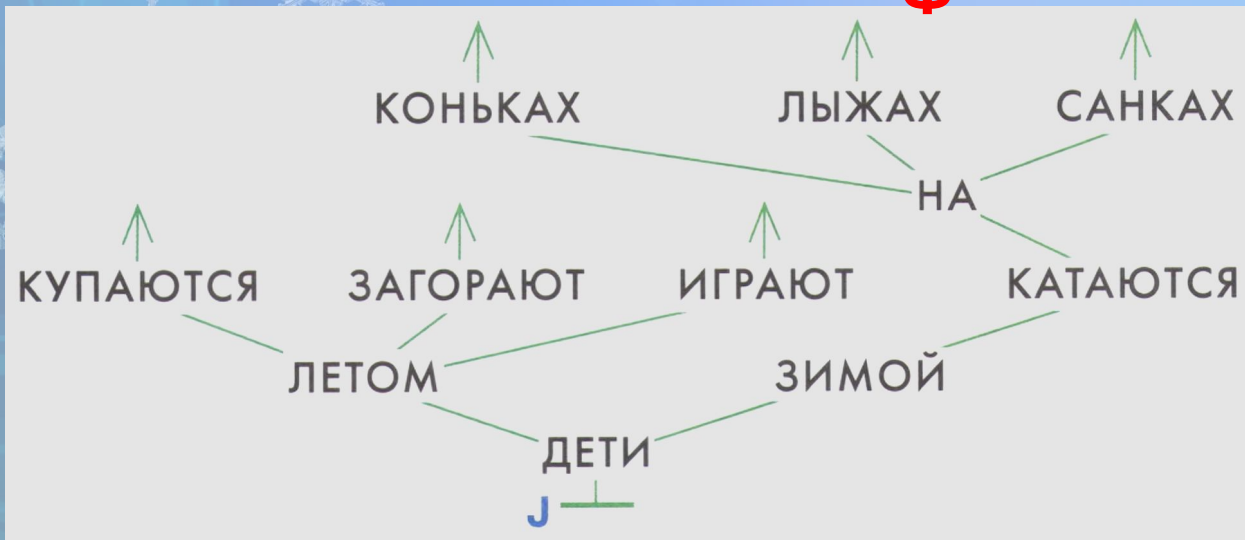 КОНЬКАХ ЛЫЖАХ САНКАХ
НА
КУПАЮТСЯ ЗАГОРАЮТ ИГРАЮТ КАТАЮТСЯ
ЛЕТОМ ЗИМОЙ
ДЕТИ
J